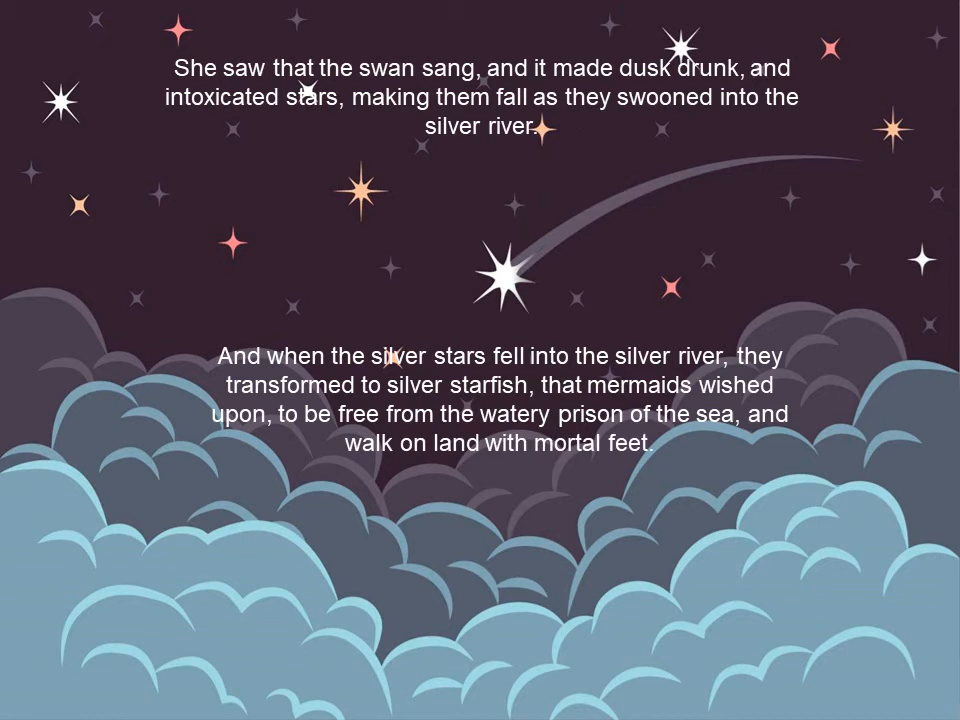 She saw that the swan sang, and it made dusk drunk, and
intoxicated stars, making them fall as they swooned into the
silver river.
And when the silver stars fell into the silver river, they
transformed to silver starfish, that mermaids wished
upon, to be free from the watery prison of the sea, and
walk on land with mortal feet.